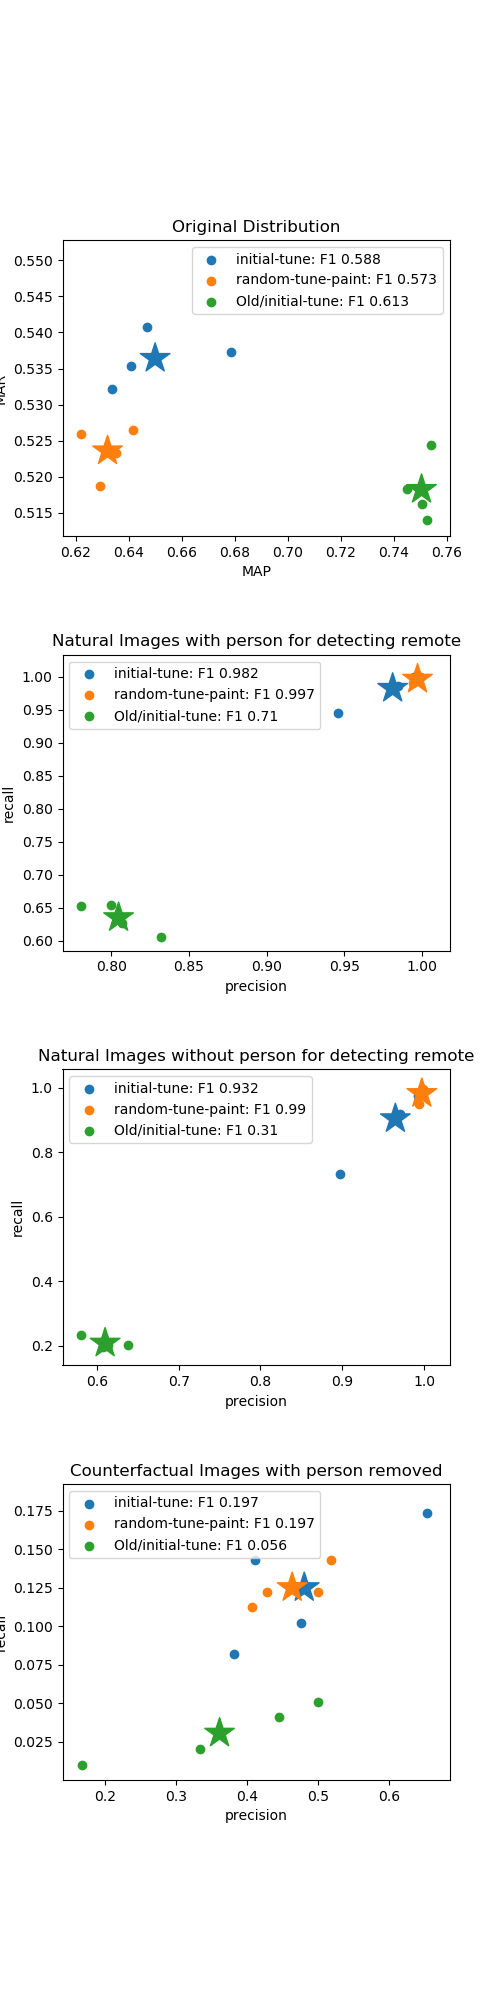 Original Distribution
initial-tune: F1 0.588
random-tune-paint: F1 0.573
Old/initial-tune: F1 0.613
0.550
0.545
0.540
0.535
0.530
0.525
0.520
0.515
MAR
0.62 0.64 0.66 0.68 0.70 0.72 0.74 0.76
MAP
Natural Images with person for detecting remote
initial-tune: F1 0.982
random-tune-paint: F1 0.997
Old/initial-tune: F1 0.71
1.00
0.95
0.90
0.85
0.80
0.75
0.70
0.65
0.60
recall
0.80 0.85 0.90 0.95 1.00
precision
Natural Images without person for detecting remote
initial-tune: F1 0.932
random-tune-paint: F1 0.99
Old/initial-tune: F1 0.31
1.0
0.8
0.6
0.4
0.2
recall
0.6 0.7 0.8 0.9 1.0
precision
Counterfactual Images with person removed
initial-tune: F1 0.197
random-tune-paint: F1 0.197
Old/initial-tune: F1 0.056
0.175
0.150
0.125
0.100
0.075
0.050
0.025
recall
0.2 0.3 0.4 0.5 0.6
precision